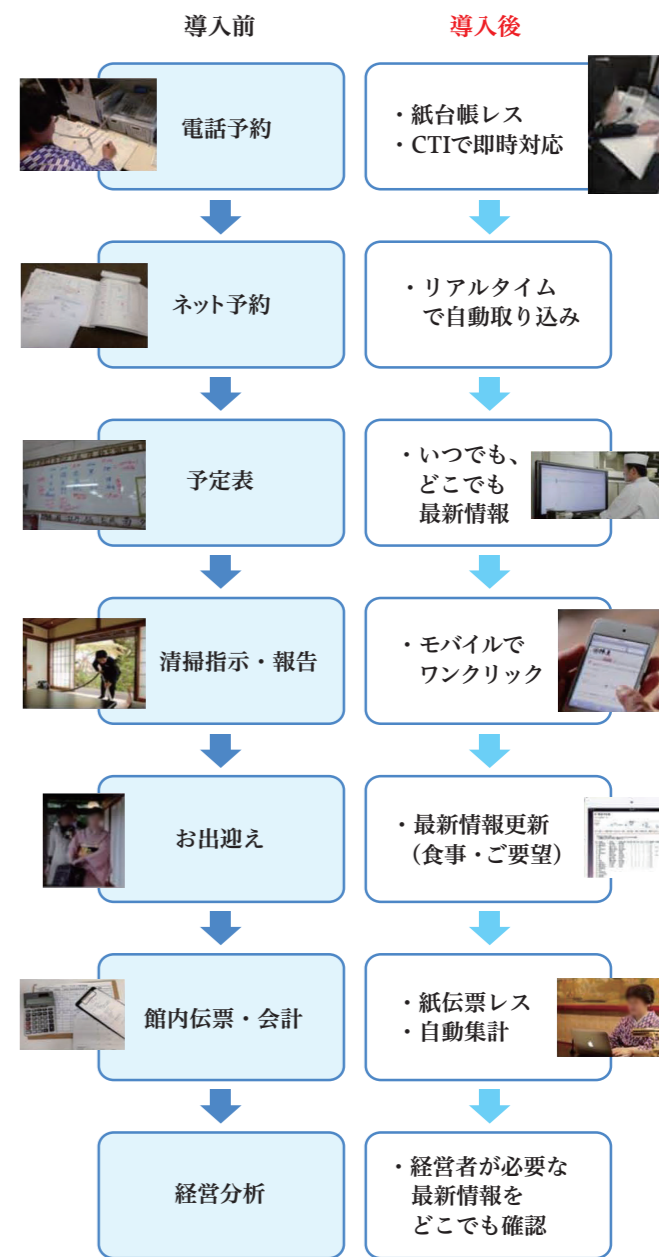 導入前
導入後
電話予約
・紙台帳レス
・CTIで即時対応
ネット予約
・リアルタイム
で自動取り込み
予定表
・いつでも、
どこでも
最新情報
清掃指示・報告
・モバイルで
ワンクリック
お出迎え
・最新情報更新
（食事・ご要望）
館内伝票・会計
・紙伝票レス
・自動集計
経営分析
・経営者が必要な
最新情報を
どこでも確認